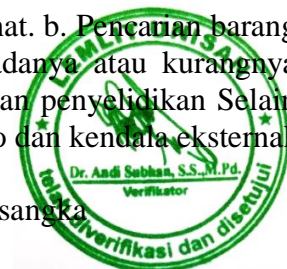 nat. b. Pencarian barang
adanya atau kurangnya
an penyelidikan Selain
o dan kendala eksternal
sangka
Dr. Andi Subhan, S.S.,M.Pd.
Verifikator
telah diverifikasi dan disetujui